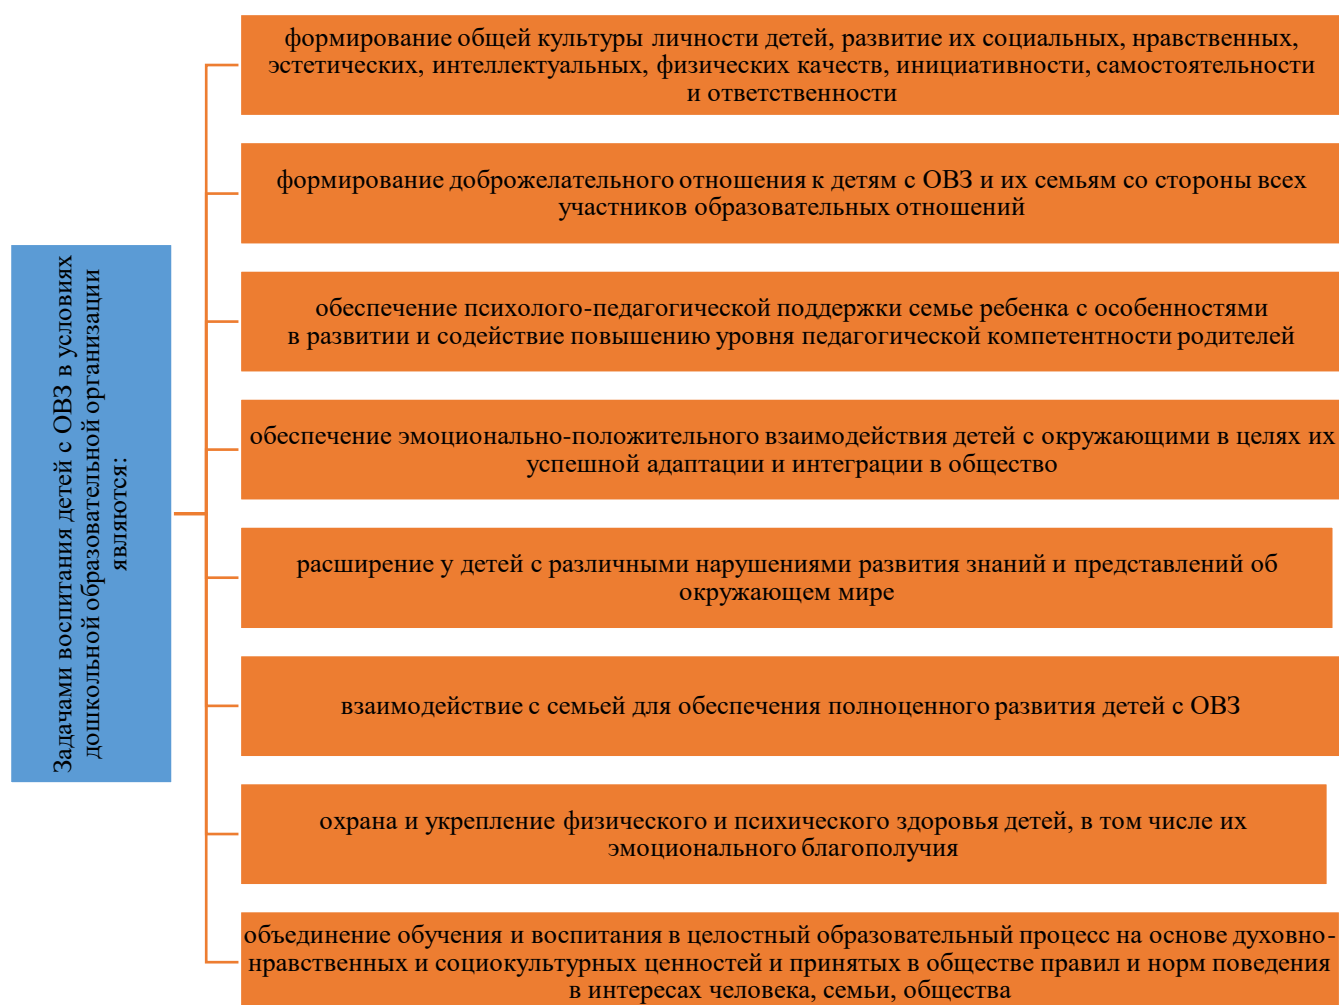 Задачами воспитания детей с ОВЗ в условиях
дошкольной образовательной организации
являются:
формирование общей культуры личности детей, развитие их социальных, нравственных,
эстетических, интеллектуальных, физических качеств, инициативности, самостоятельности
и ответственности
формирование доброжелательного отношения к детям с ОВЗ и их семьям со стороны всех
участников образовательных отношений
обеспечение психолого-педагогической поддержки семье ребенка с особенностями
в развитии и содействие повышению уровня педагогической компетентности родителей
обеспечение эмоционально-положительного взаимодействия детей с окружающими в целях их
успешной адаптации и интеграции в общество
расширение у детей с различными нарушениями развития знаний и представлений об
окружающем мире
взаимодействие с семьей для обеспечения полноценного развития детей с ОВЗ
охрана и укрепление физического и психического здоровья детей, в том числе их
эмоционального благополучия
объединение обучения и воспитания в целостный образовательный процесс на основе духовно-
нравственных и социокультурных ценностей и принятых в обществе правил и норм поведения
в интересах человека, семьи, общества